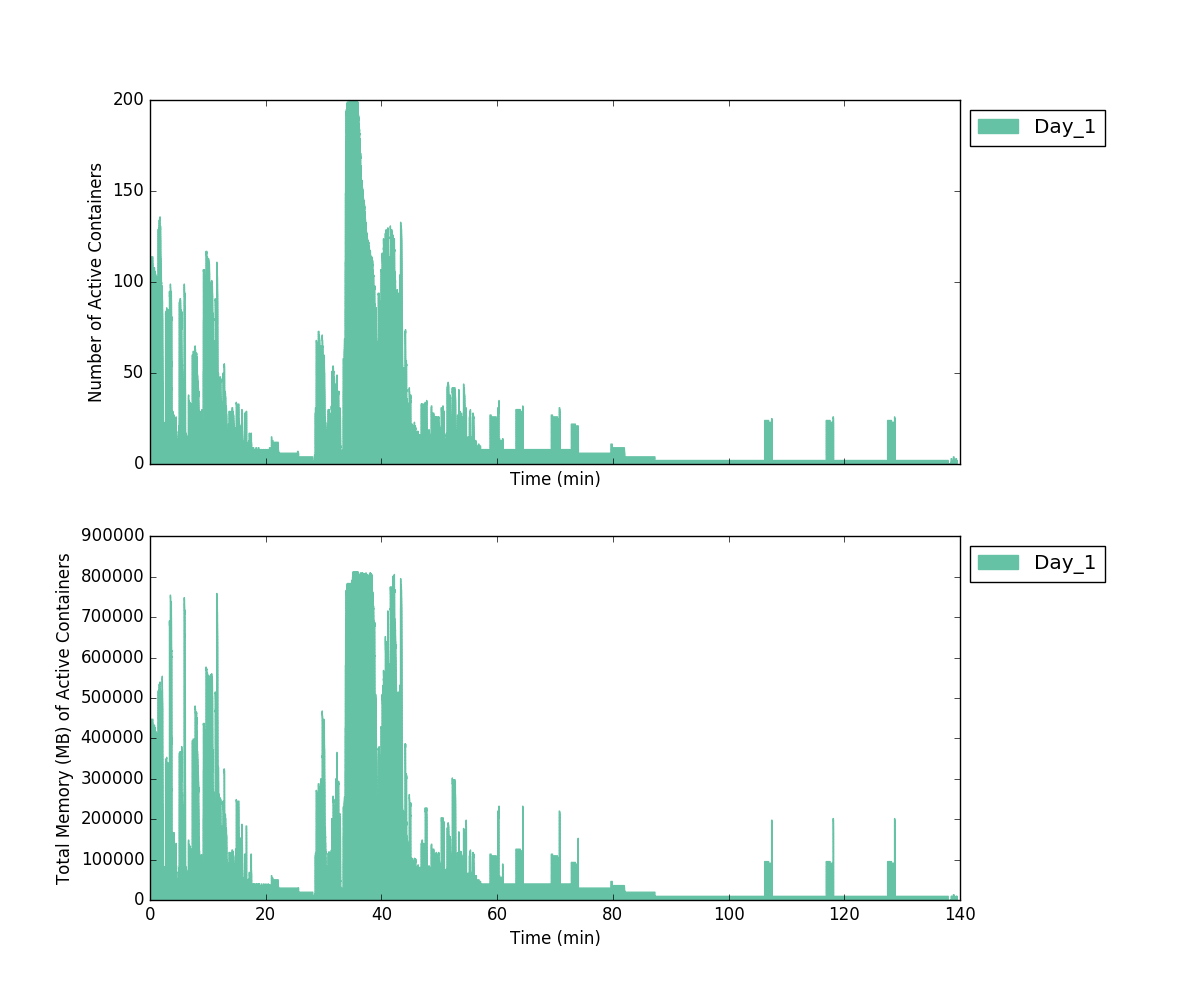 200
150
100
50
0
Number of Active Containers
Time (min)
Day_1
900000
800000
700000
600000
500000
400000
300000
200000
100000
0
Total Memory (MB) of Active Containers
0 20 40 60 80 100 120 140
Time (min)
Day_1